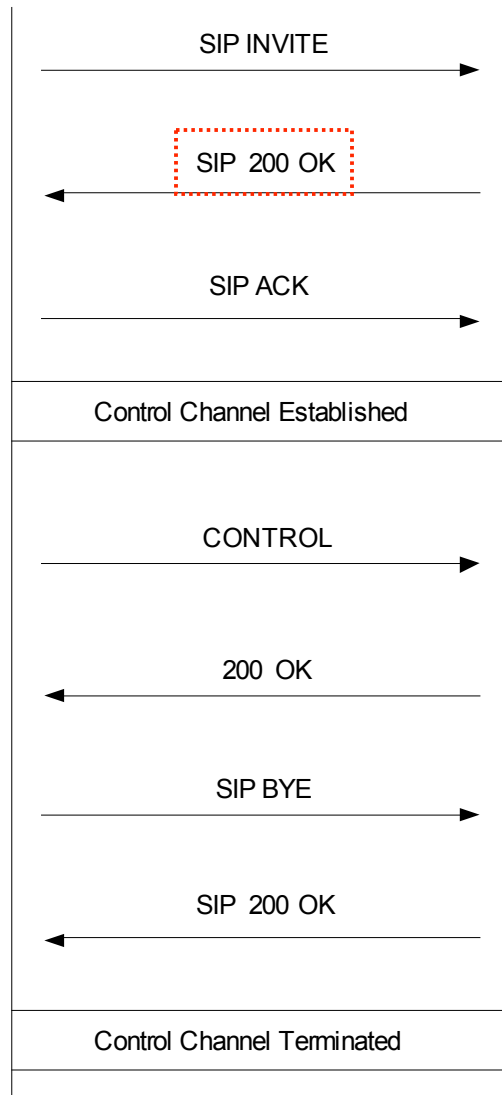 SIP INVITE
SIP 200 OK
SIP ACK
Control Channel Established
CONTROL
200 OK
SIP BYE
SIP 200 OK
Control Channel Terminated